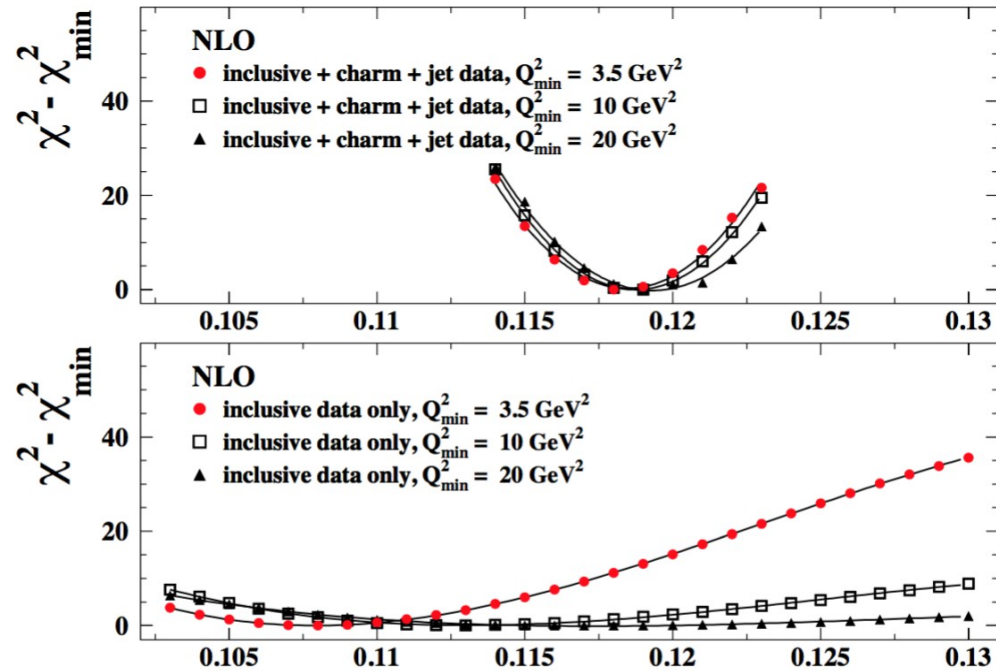 χ² - χ²min
40
20
0
NLO
inclusive + charm + jet data, Q²min = 3.5 GeV²
inclusive + charm + jet data, Q²min = 10 GeV²
inclusive + charm + jet data, Q²min = 20 GeV²
0.105 0.11 0.115 0.12 0.125 0.13
χ² - χ²min
40
20
0
NLO
inclusive data only, Q²min = 3.5 GeV²
inclusive data only, Q²min = 10 GeV²
inclusive data only, Q²min = 20 GeV²
0.105 0.11 0.115 0.12 0.125 0.13